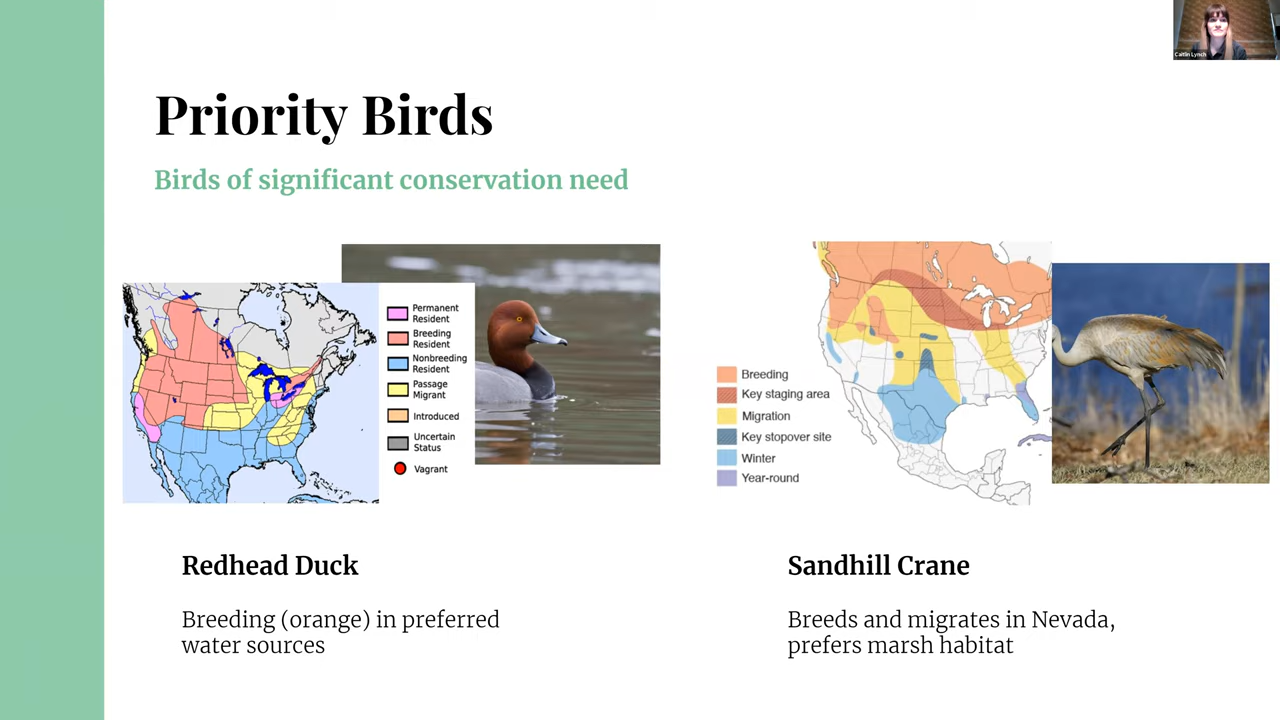 Caitlin Lynch
Priority Birds
Birds of significant conservation need
Permanent
Resident
Breeding
Resident
Nonbreeding
Resident
Passage
Migrant
Introduced
Uncertain
Status
Vagrant
Breeding
Key staging area
Migration
Key stopover site
Winter
Year-round
Redhead Duck
Breeding (orange) in preferred
water sources
Sandhill Crane
Breeds and migrates in Nevada,
prefers marsh habitat